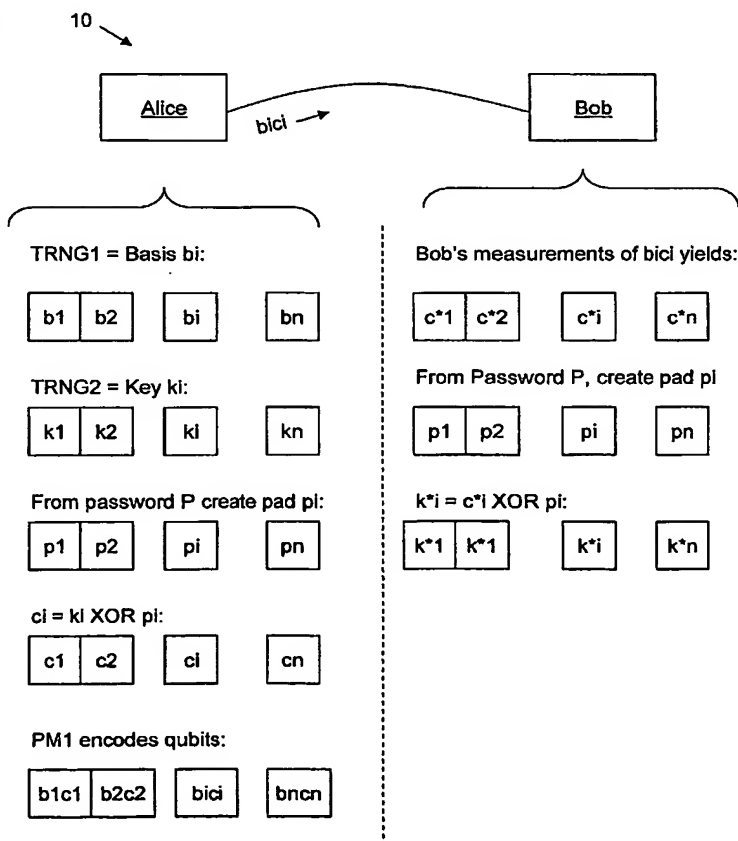 10
Alice
Bob
bici
TRNG1 = Basis bi:
b1 b2 bi bn
TRNG2 = Key ki:
k1 k2 ki kn
From password P create pad pi:
p1 p2 pi pn
ci = ki XOR pi:
c1 c2 ci cn
PM1 encodes qubits:
b1c1 b2c2 bici bncn
Bob's measurements of bici yields:
c*1 c*2 c*i c*n
From Password P, create pad pi
p1 p2 pi pn
k*i = c*i XOR pi:
k*1 k*1 k*i k*n